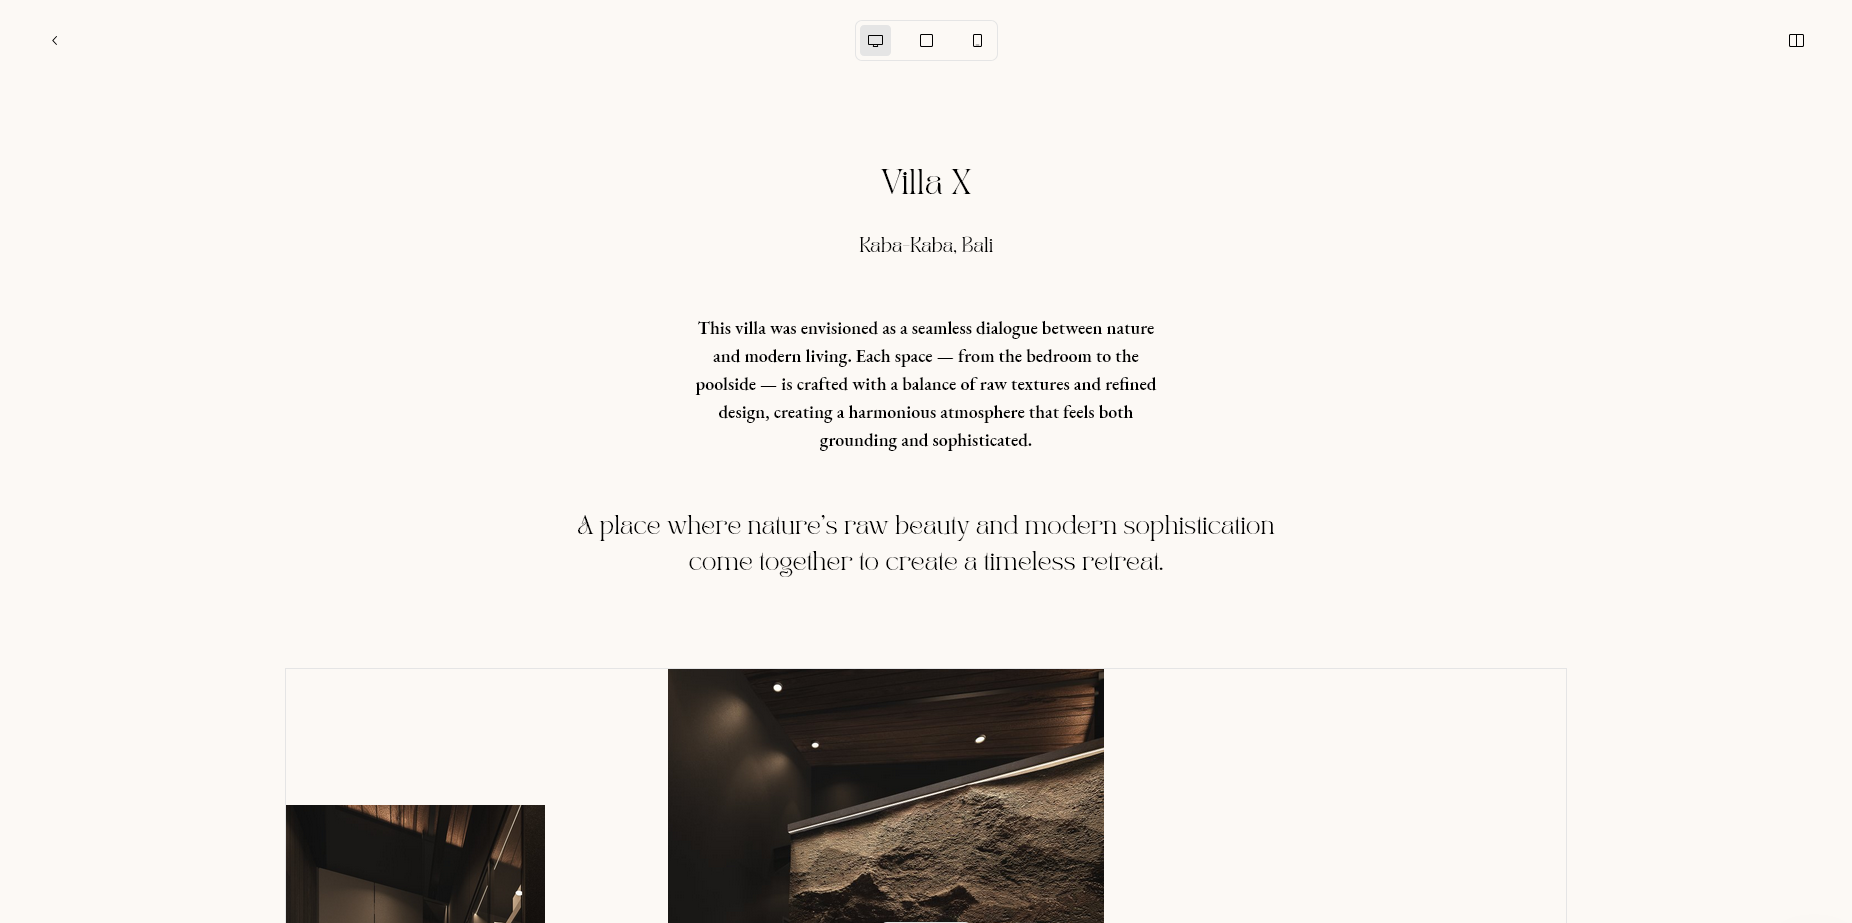 Villa X
Kaba-Kaba, Bali
This villa was envisioned as a seamless dialogue between nature
and modern living. Each space — from the bedroom to the
poolside — is crafted with a balance of raw textures and refined
design, creating a harmonious atmosphere that feels both
grounding and sophisticated.
A place where nature’s raw beauty and modern sophistication
come together to create a timeless retreat.